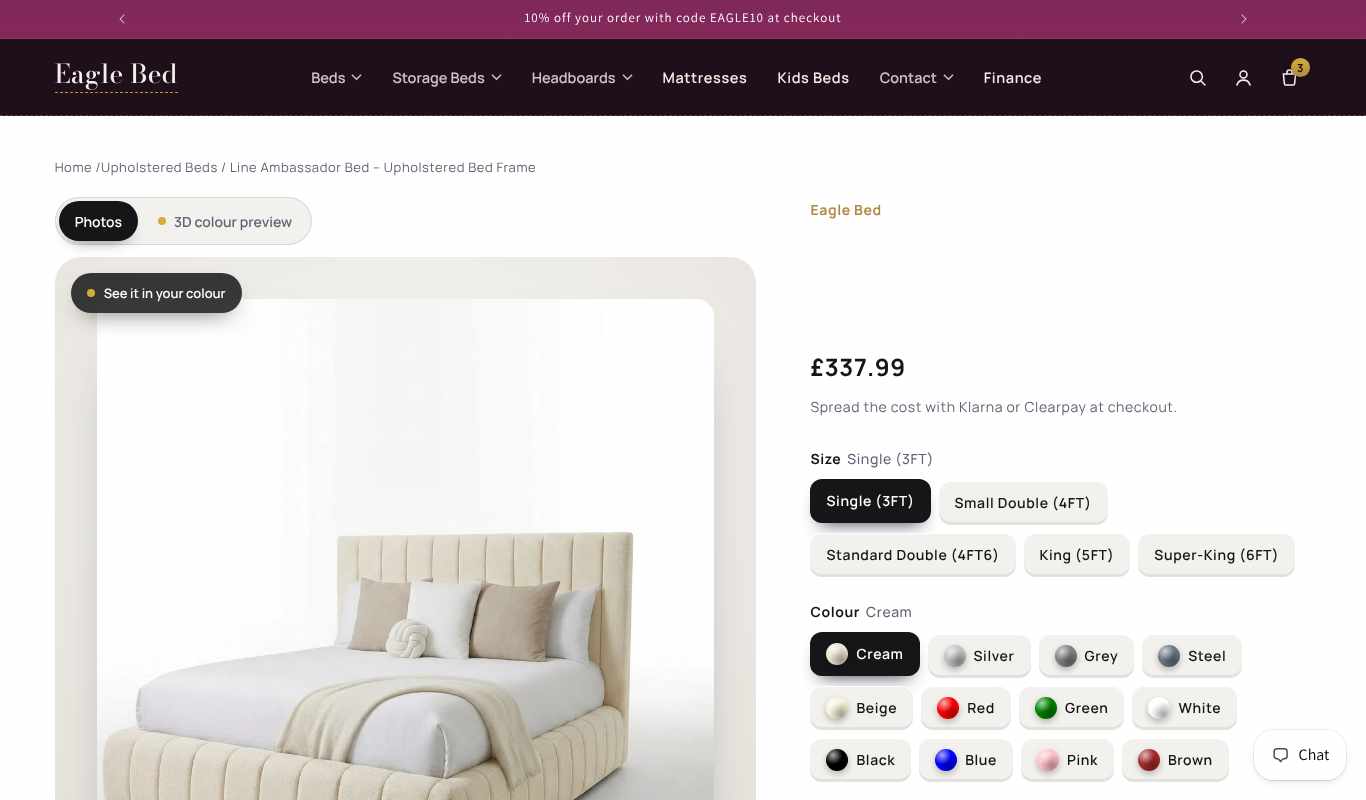 10% off your order with code EAGLE10 at checkout
Eagle Bed
Beds
Storage Beds
Headboards
Mattresses
Kids Beds
Contact
Finance
3
Home /Upholstered Beds / Line Ambassador Bed – Upholstered Bed Frame
Photos
3D colour preview
See it in your colour
Eagle Bed
£337.99
Spread the cost with Klarna or Clearpay at checkout.
Size Single (3FT)
Single (3FT)
Small Double (4FT)
Standard Double (4FT6)
King (5FT)
Super-King (6FT)
Colour Cream
Cream
Silver
Grey
Steel
Beige
Red
Green
White
Black
Blue
Pink
Brown
Chat